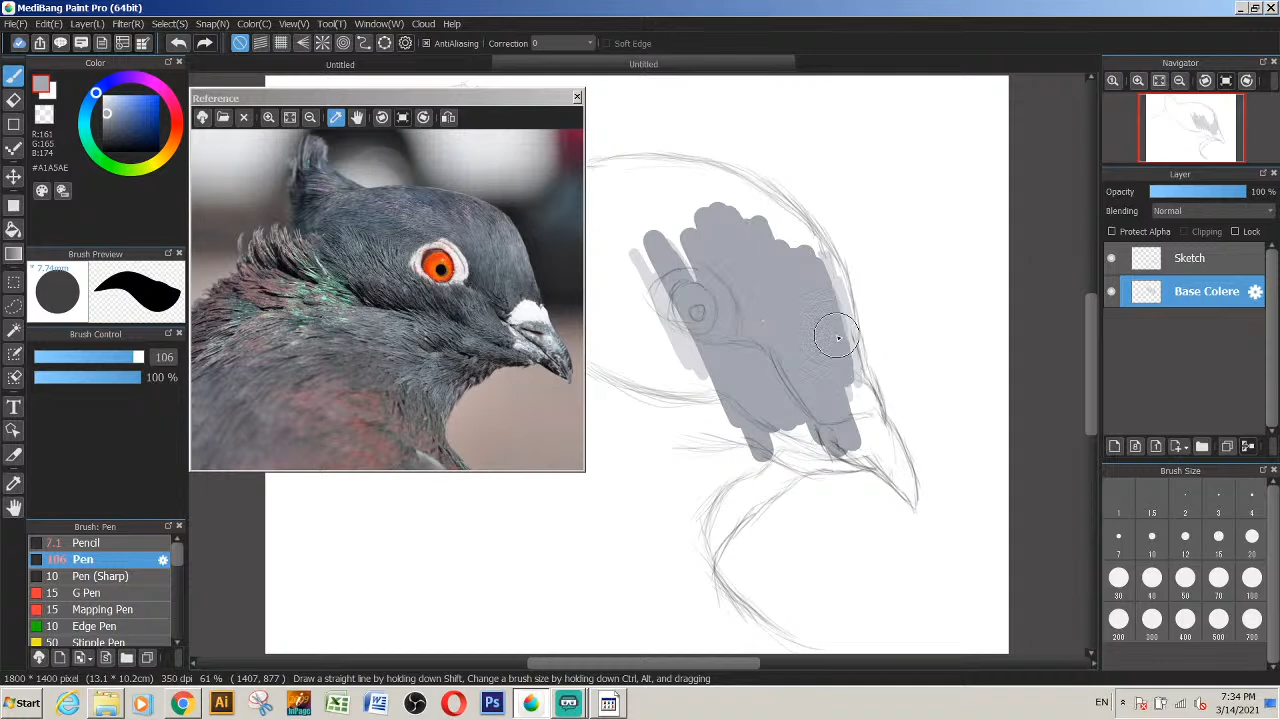 MediBang Paint Pro (64bit)
File(F) Edit(E) Layer(L) Filter(R) Select(S) Snap(N) Color(C) View(V) Tool(T) Window(W) Cloud Help
AntiAliasing Correction 0 Soft Edge
Color
Untitled Untitled
Navigator
Reference
R:161
G:165
B:174
#A1A5AE
Layer
Opacity 100 %
Blending Normal
Protect Alpha Clipping Lock
Sketch
Base Colere
Brush Preview
* 7.74mm
Brush Control
106
100 %
Brush Size
1 1.5 2 3 4
7 10 12 15 20
30 40 50 70 100
200 300 400 500 700
Brush: Pen
7.1 Pencil
106 Pen
10 Pen (Sharp)
15 G Pen
15 Mapping Pen
10 Edge Pen
50 Stipple Pen
1800 * 1400 pixel (13.1 * 10.2cm) 350 dpi 61 % (1407, 877) Draw a straight line by holding down Shift, Change a brush size by holding down Ctrl, Alt, and dragging
Start
Ai
Ps
EN
7:34 PM
3/14/2021